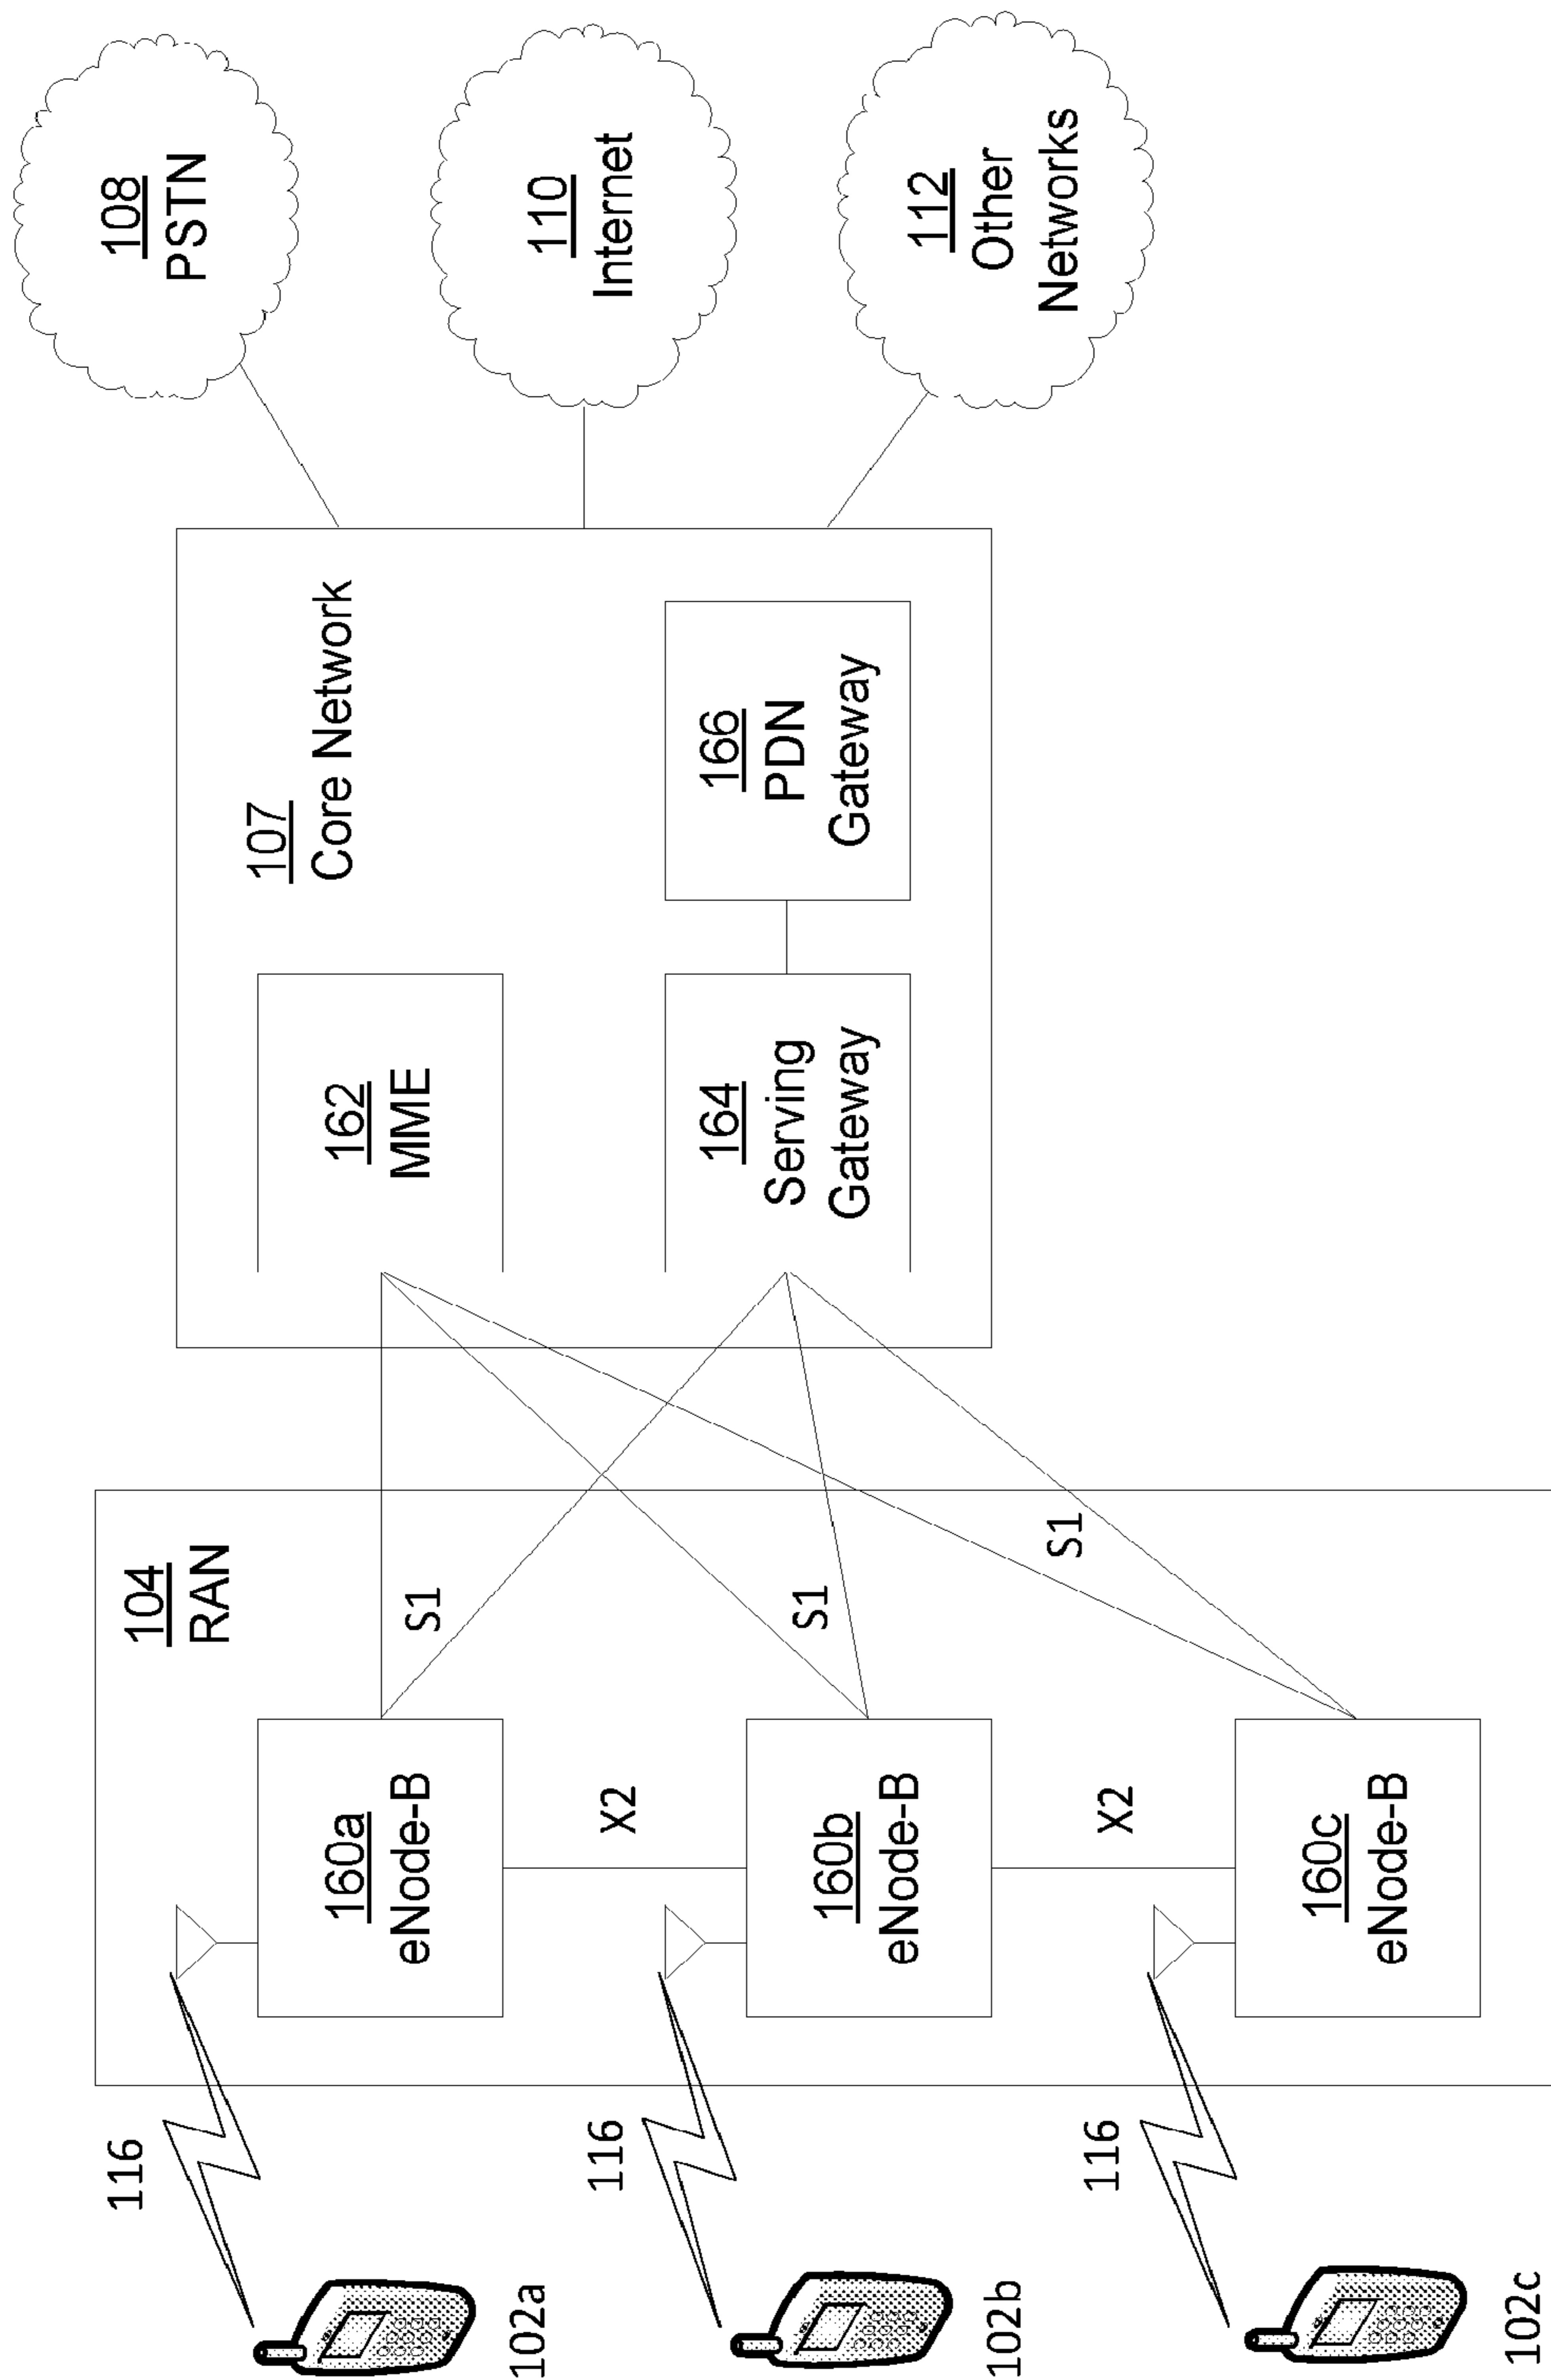 102a
116
102b
116
102c
116
104
RAN
160a
eNode-B
X2
160b
eNode-B
X2
160c
eNode-B
S1
S1
S1
107
Core Network
162
MME
164
Serving
Gateway
166
PDN
Gateway
108
PSTN
110
Internet
112
Other
Networks